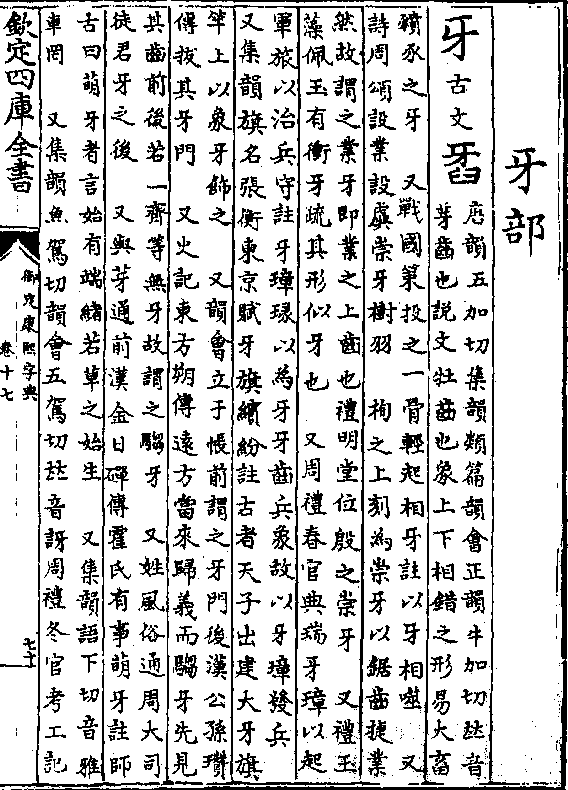 牙部
牙 古文𤘈 唐韻五加切集韻類篇韻會正韻牛加切𠀤音
芽齒也說文牡齒也象上下相錯之形易大畜
豶豕之牙 又戰國策投之一骨輕起相牙註以牙相噬 又
詩周頌設業設虡崇牙樹羽 栒之上刻為崇牙以鋸齒捷業
然故謂之業牙即業之上齒也禮明堂位殷之崇牙 又禮玉
藻佩玉有衝牙疏其形似牙也 又周禮春官典瑞牙璋以起
軍旅以治兵守註牙璋瑑以為牙牙齒兵象故以牙璋發兵
又集韻旗名張衡東京賦牙旗繽紛註古者天子出建大牙旗
竿上以象牙飾之 又韻會立于帳前謂之牙門後漢公孫瓚
傳拔其牙門 又史記東方朔傳遠方當來歸義而騶牙先見
其齒前後若一齊等無牙故謂之騶牙 又姓風俗通周大司
徒君牙之後 又與芽通前漢金日磾傳霍氏有事萌牙註師
古曰萌牙者言始有端緒若草之始生 又集韻語下切音雅
車罔 又集韻魚駕切韻會五駕切𠀤音訝周禮冬官考工記
欽定四庫全書
御定康熙字典
卷十七
七十